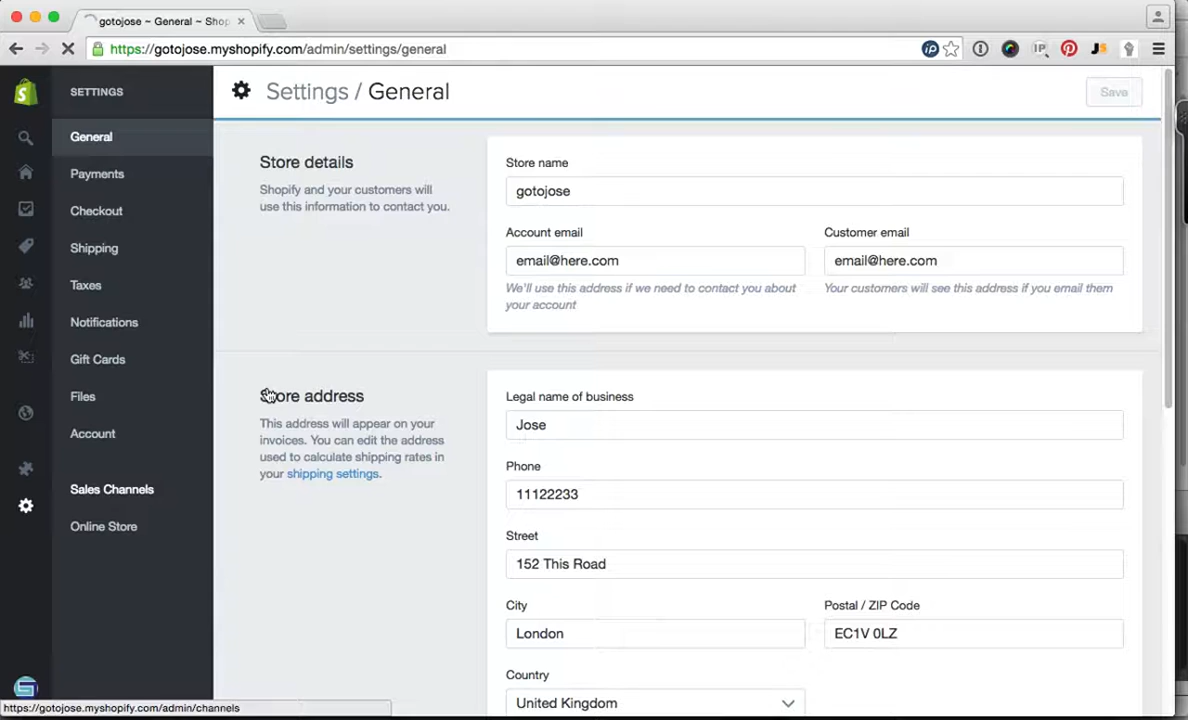 gotojose ~ General ~ Shop
https://gotojose.myshopify.com/admin/settings/general
SETTINGS
General
Payments
Checkout
Shipping
Taxes
Notifications
Gift Cards
Files
Account
Sales Channels
Online Store
Settings / General
Save
Store details
Shopify and your customers will
use this information to contact you.
Store name
gotojose
Account email
Customer email
email@here.com
email@here.com
We'll use this address if we need to contact you about
your account
Your customers will see this address if you email them
Store address
This address will appear on your
invoices. You can edit the address
used to calculate shipping rates in
your shipping settings.
Legal name of business
Jose
Phone
11122233
Street
152 This Road
City
Postal / ZIP Code
London
EC1V 0LZ
Country
United Kingdom
https://gotojose.myshopify.com/admin/channels